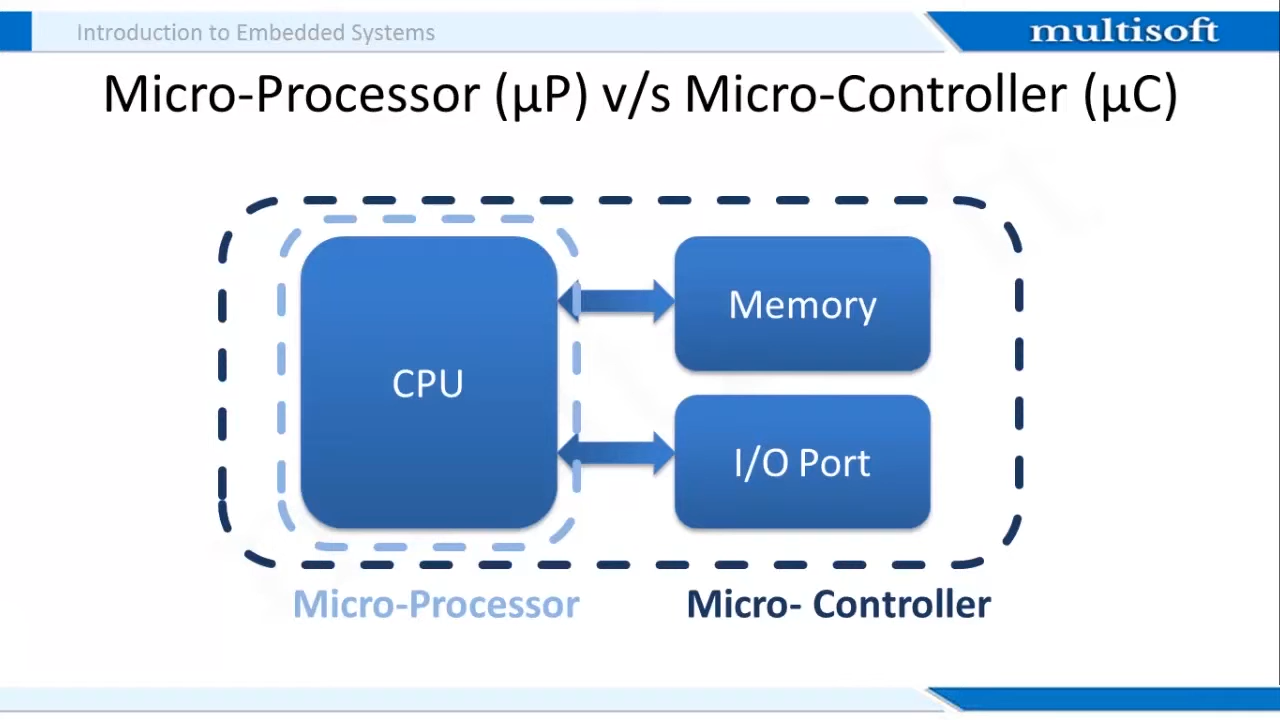 Introduction to Embedded Systems
multisoft
Micro-Processor (µP) v/s Micro-Controller (µC)
CPU
Memory
I/O Port
Micro-Processor
Micro- Controller